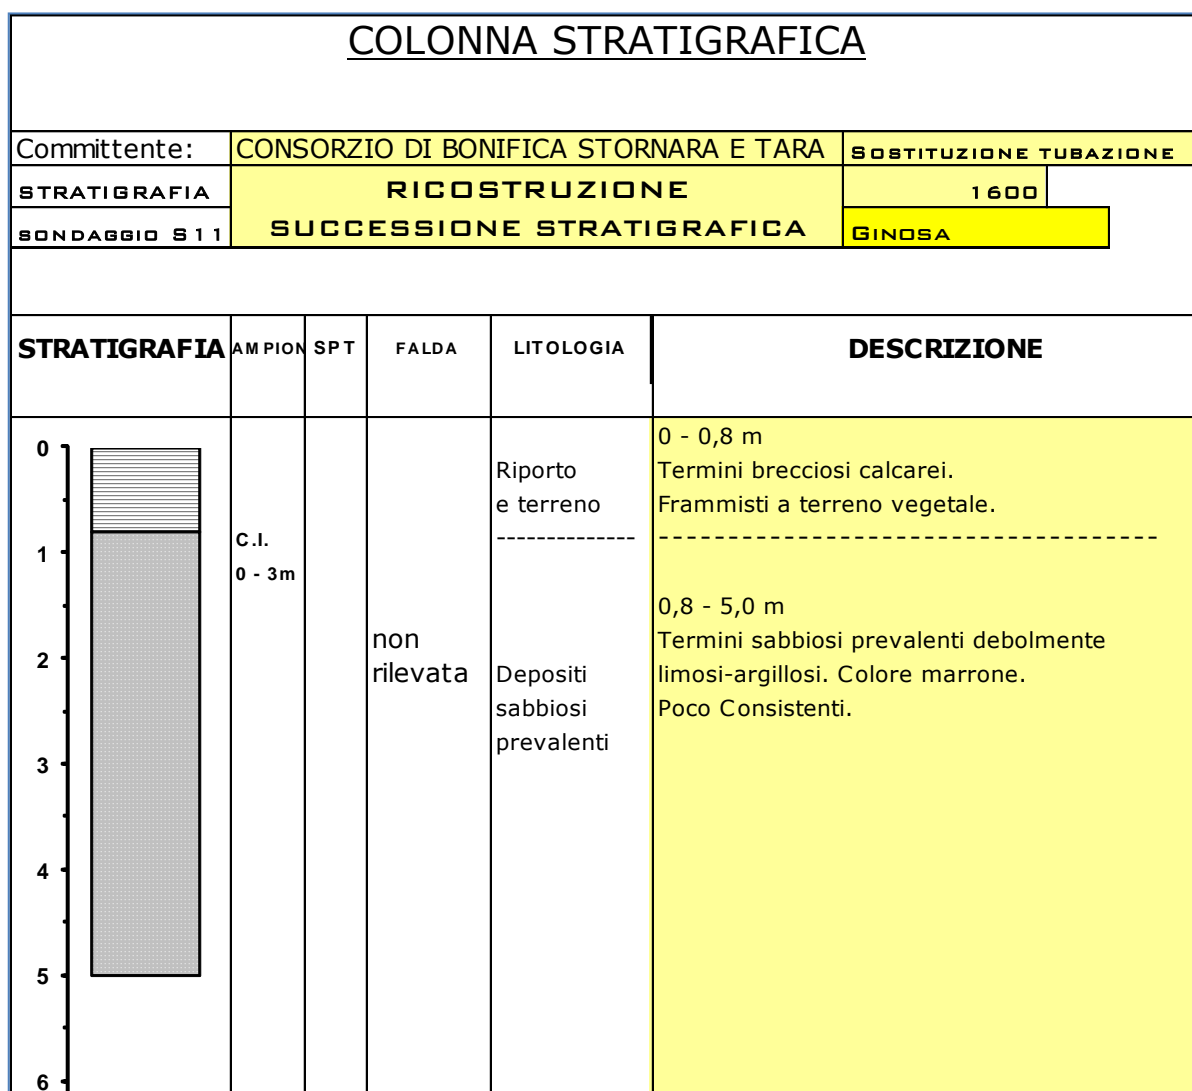 COLONNA STRATIGRAFICA
Committente: CONSORZIO DI BONIFICA STORNARA E TARA SOSTITUZIONE TUBAZIONE
STRATIGRAFIA RICOSTRUZIONE 1600
SONDAGGIO S11 SUCCESSIONE STRATIGRAFICA GINOSA
STRATIGRAFIA AMPION SPT FALDA LITOLOGIA DESCRIZIONE
0 - 0,8 m
0
Riporto Termini brecciosi calcarei.
e terreno Frammisti a terreno vegetale.
C.I. -------------- ------------------------------------
1
0 - 3m
0,8 - 5,0 m
non Termini sabbiosi prevalenti debolmente
2
rilevata Depositi limosi-argillosi. Colore marrone.
sabbiosi Poco Consistenti.
prevalenti
3
4
5
6